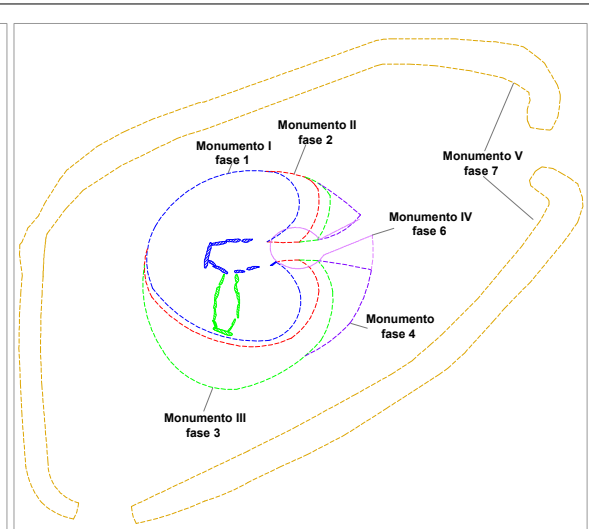 Monumento I
fase 1
Monumento II
fase 2
Monumento V
fase 7
Monumento IV
fase 6
Monumento
fase 4
Monumento III
fase 3